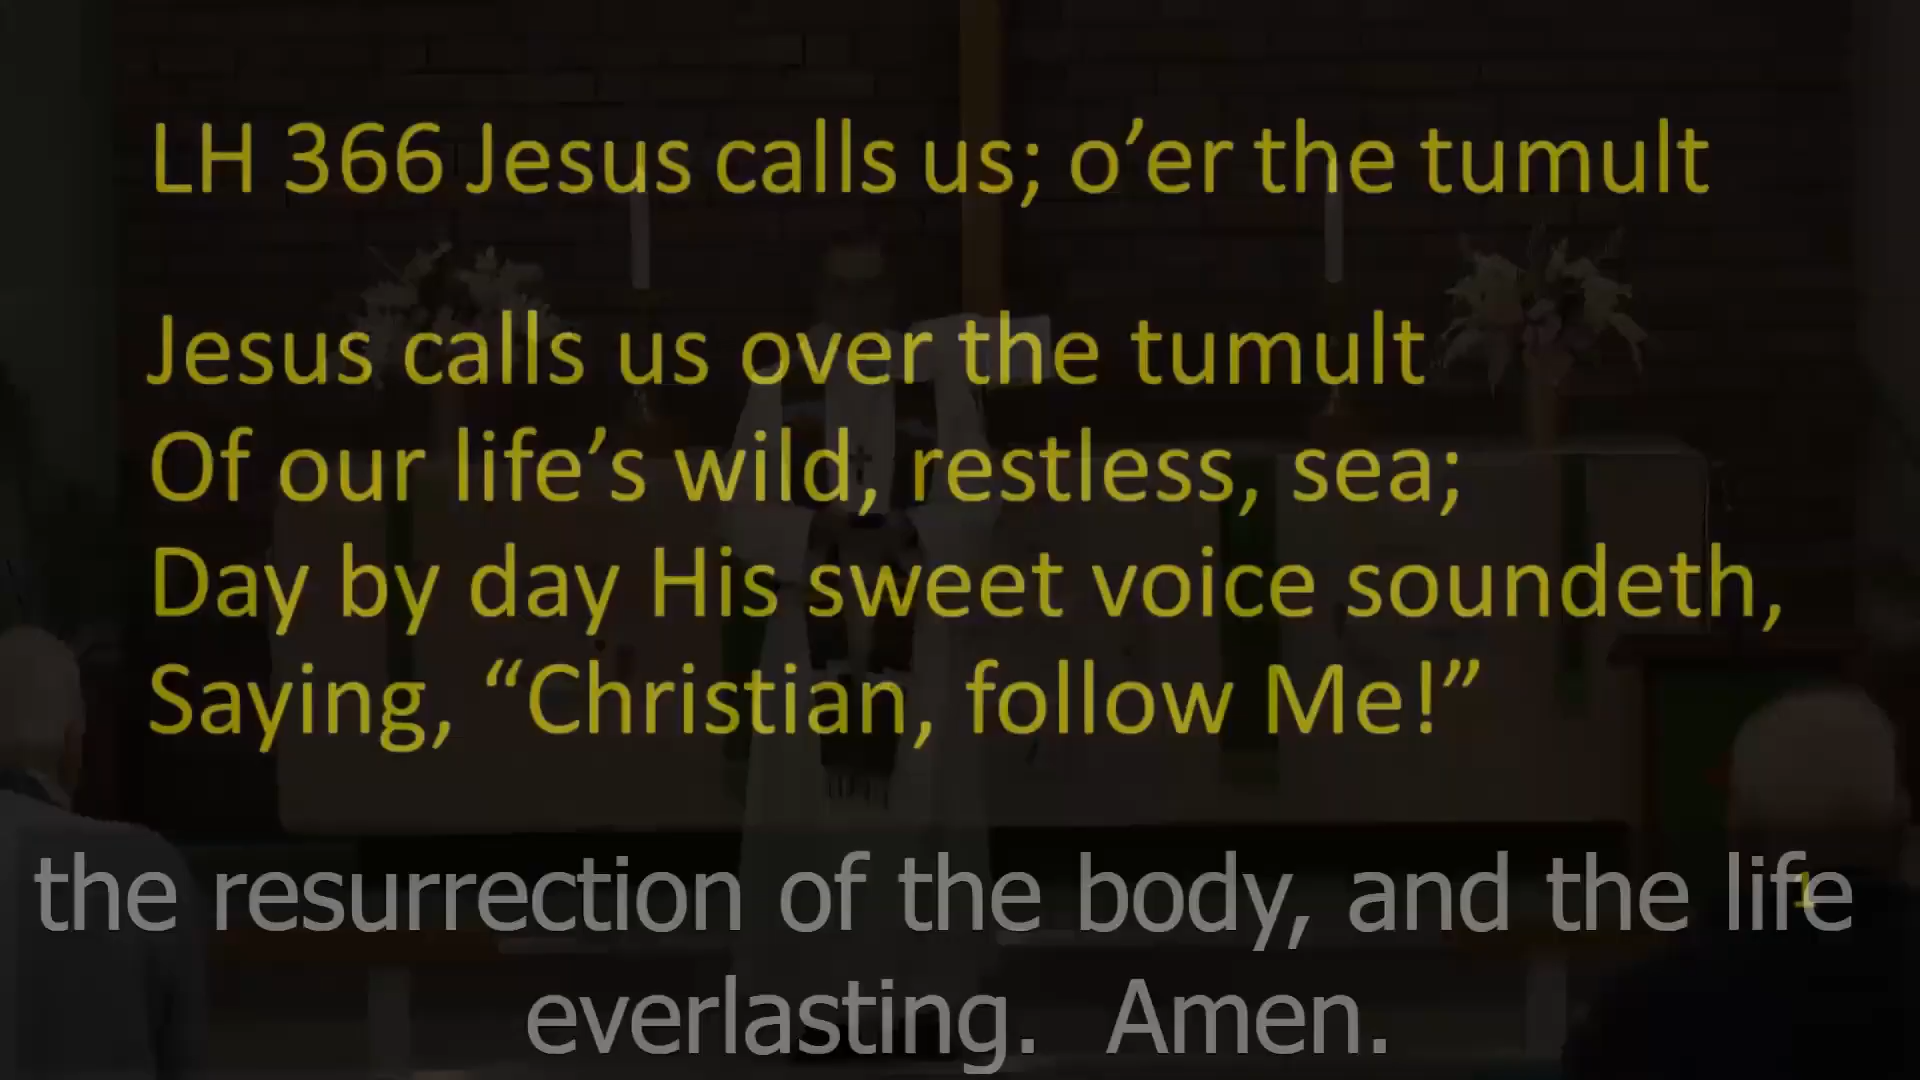 LH 366 Jesus calls us; o’er the tumult
Jesus calls us over the tumult
Of our life’s wild, restless, sea;
Day by day His sweet voice soundeth,
Saying, “Christian, follow Me!”
1
the resurrection of the body, and the life
everlasting. Amen.